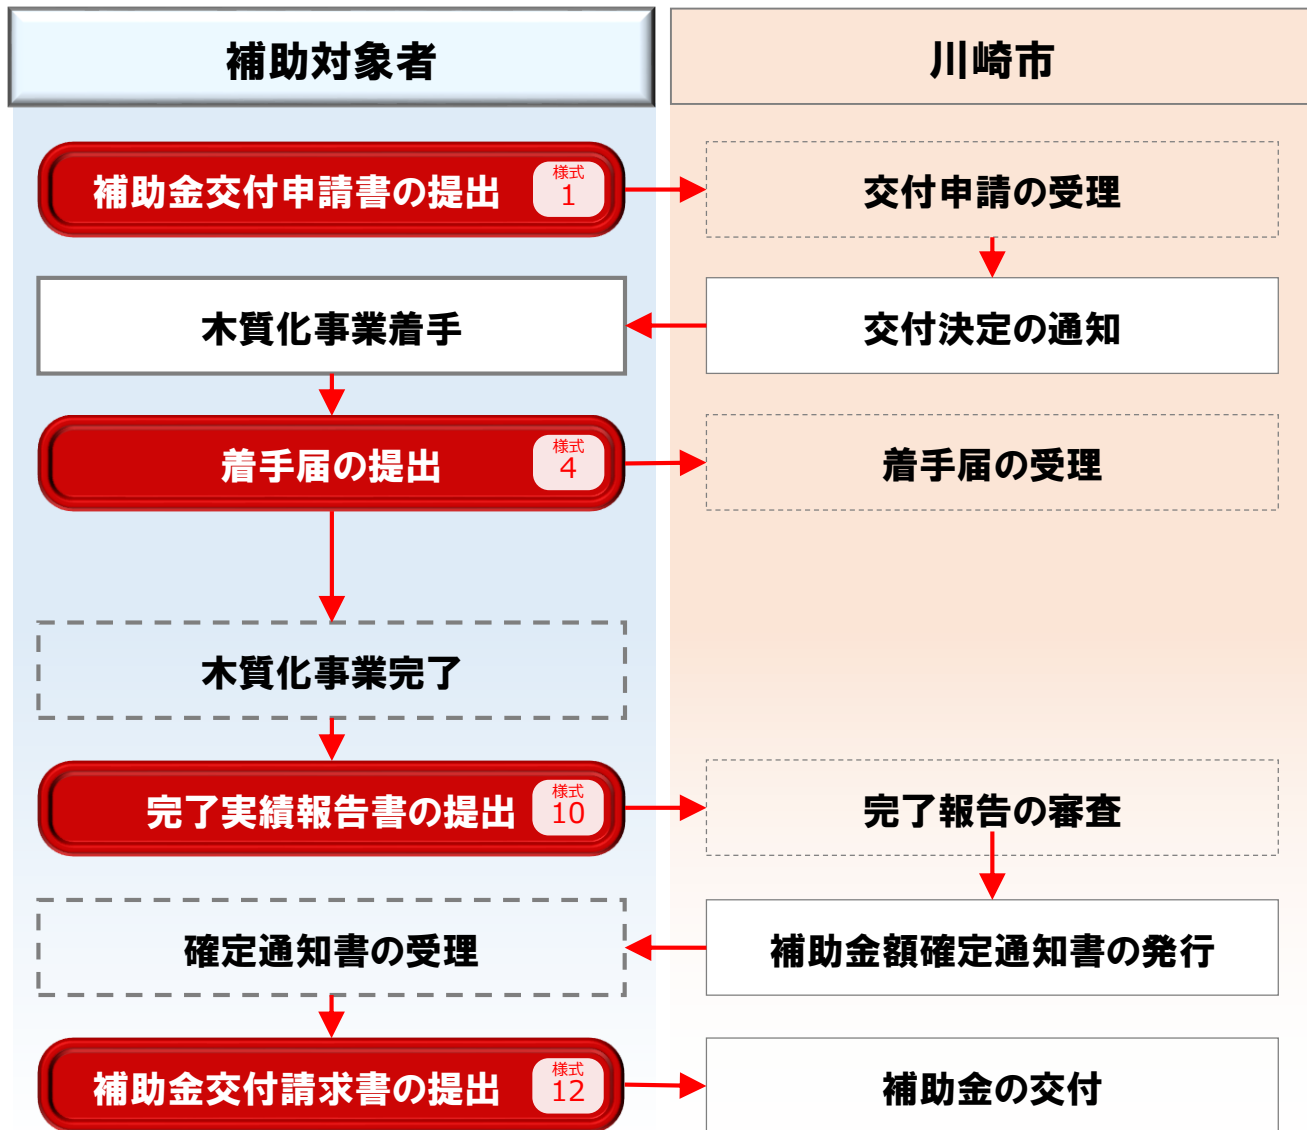 補助対象者
川崎市
補助金交付申請書の提出
様式
1
交付申請の受理
木質化事業着手
交付決定の通知
着手届の提出
様式
4
着手届の受理
木質化事業完了
完了実績報告書の提出
様式
10
完了報告の審査
確定通知書の受理
補助金額確定通知書の発行
補助金交付請求書の提出
様式
12
補助金の交付